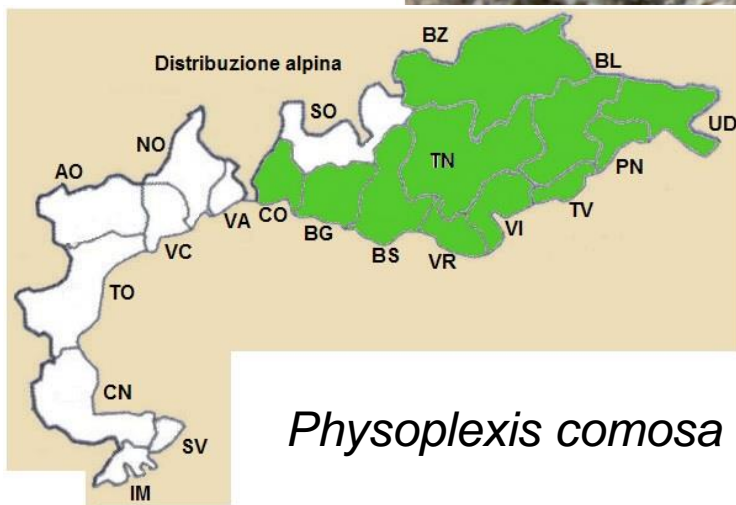 BZ
Distribuzione alpina
BL
SO
NO
UD
AO
TN
PN
VA
CO
TV
VC
BG
VI
BS
VR
TO
CN
Physoplexis comosa
SV
IM